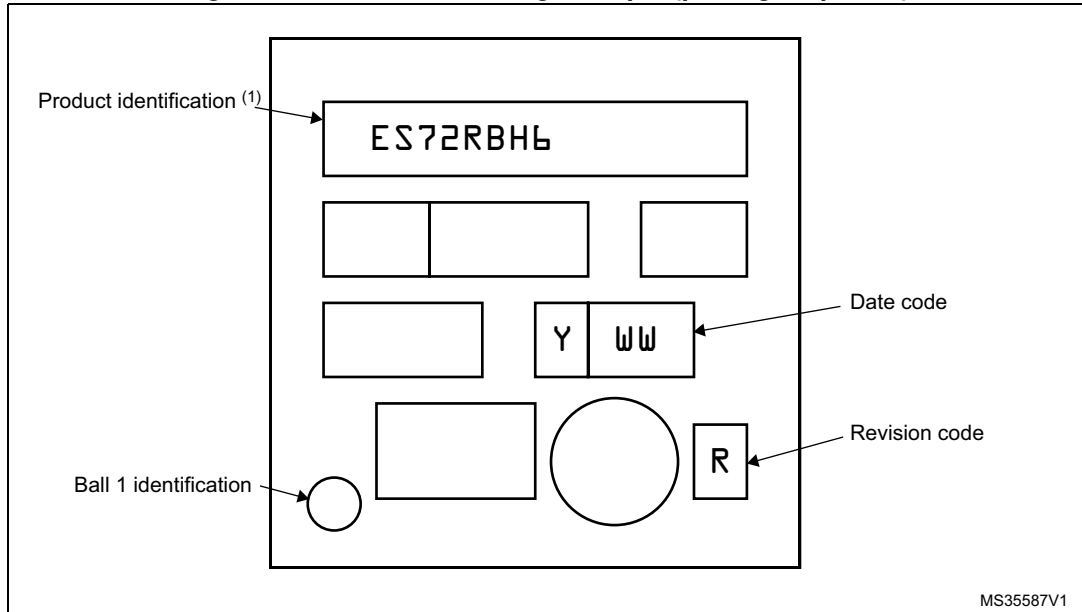 Product identification (1)
ES72RBH6
Date code
Y WW
Revision code
R
Ball 1 identification
MS35587V1